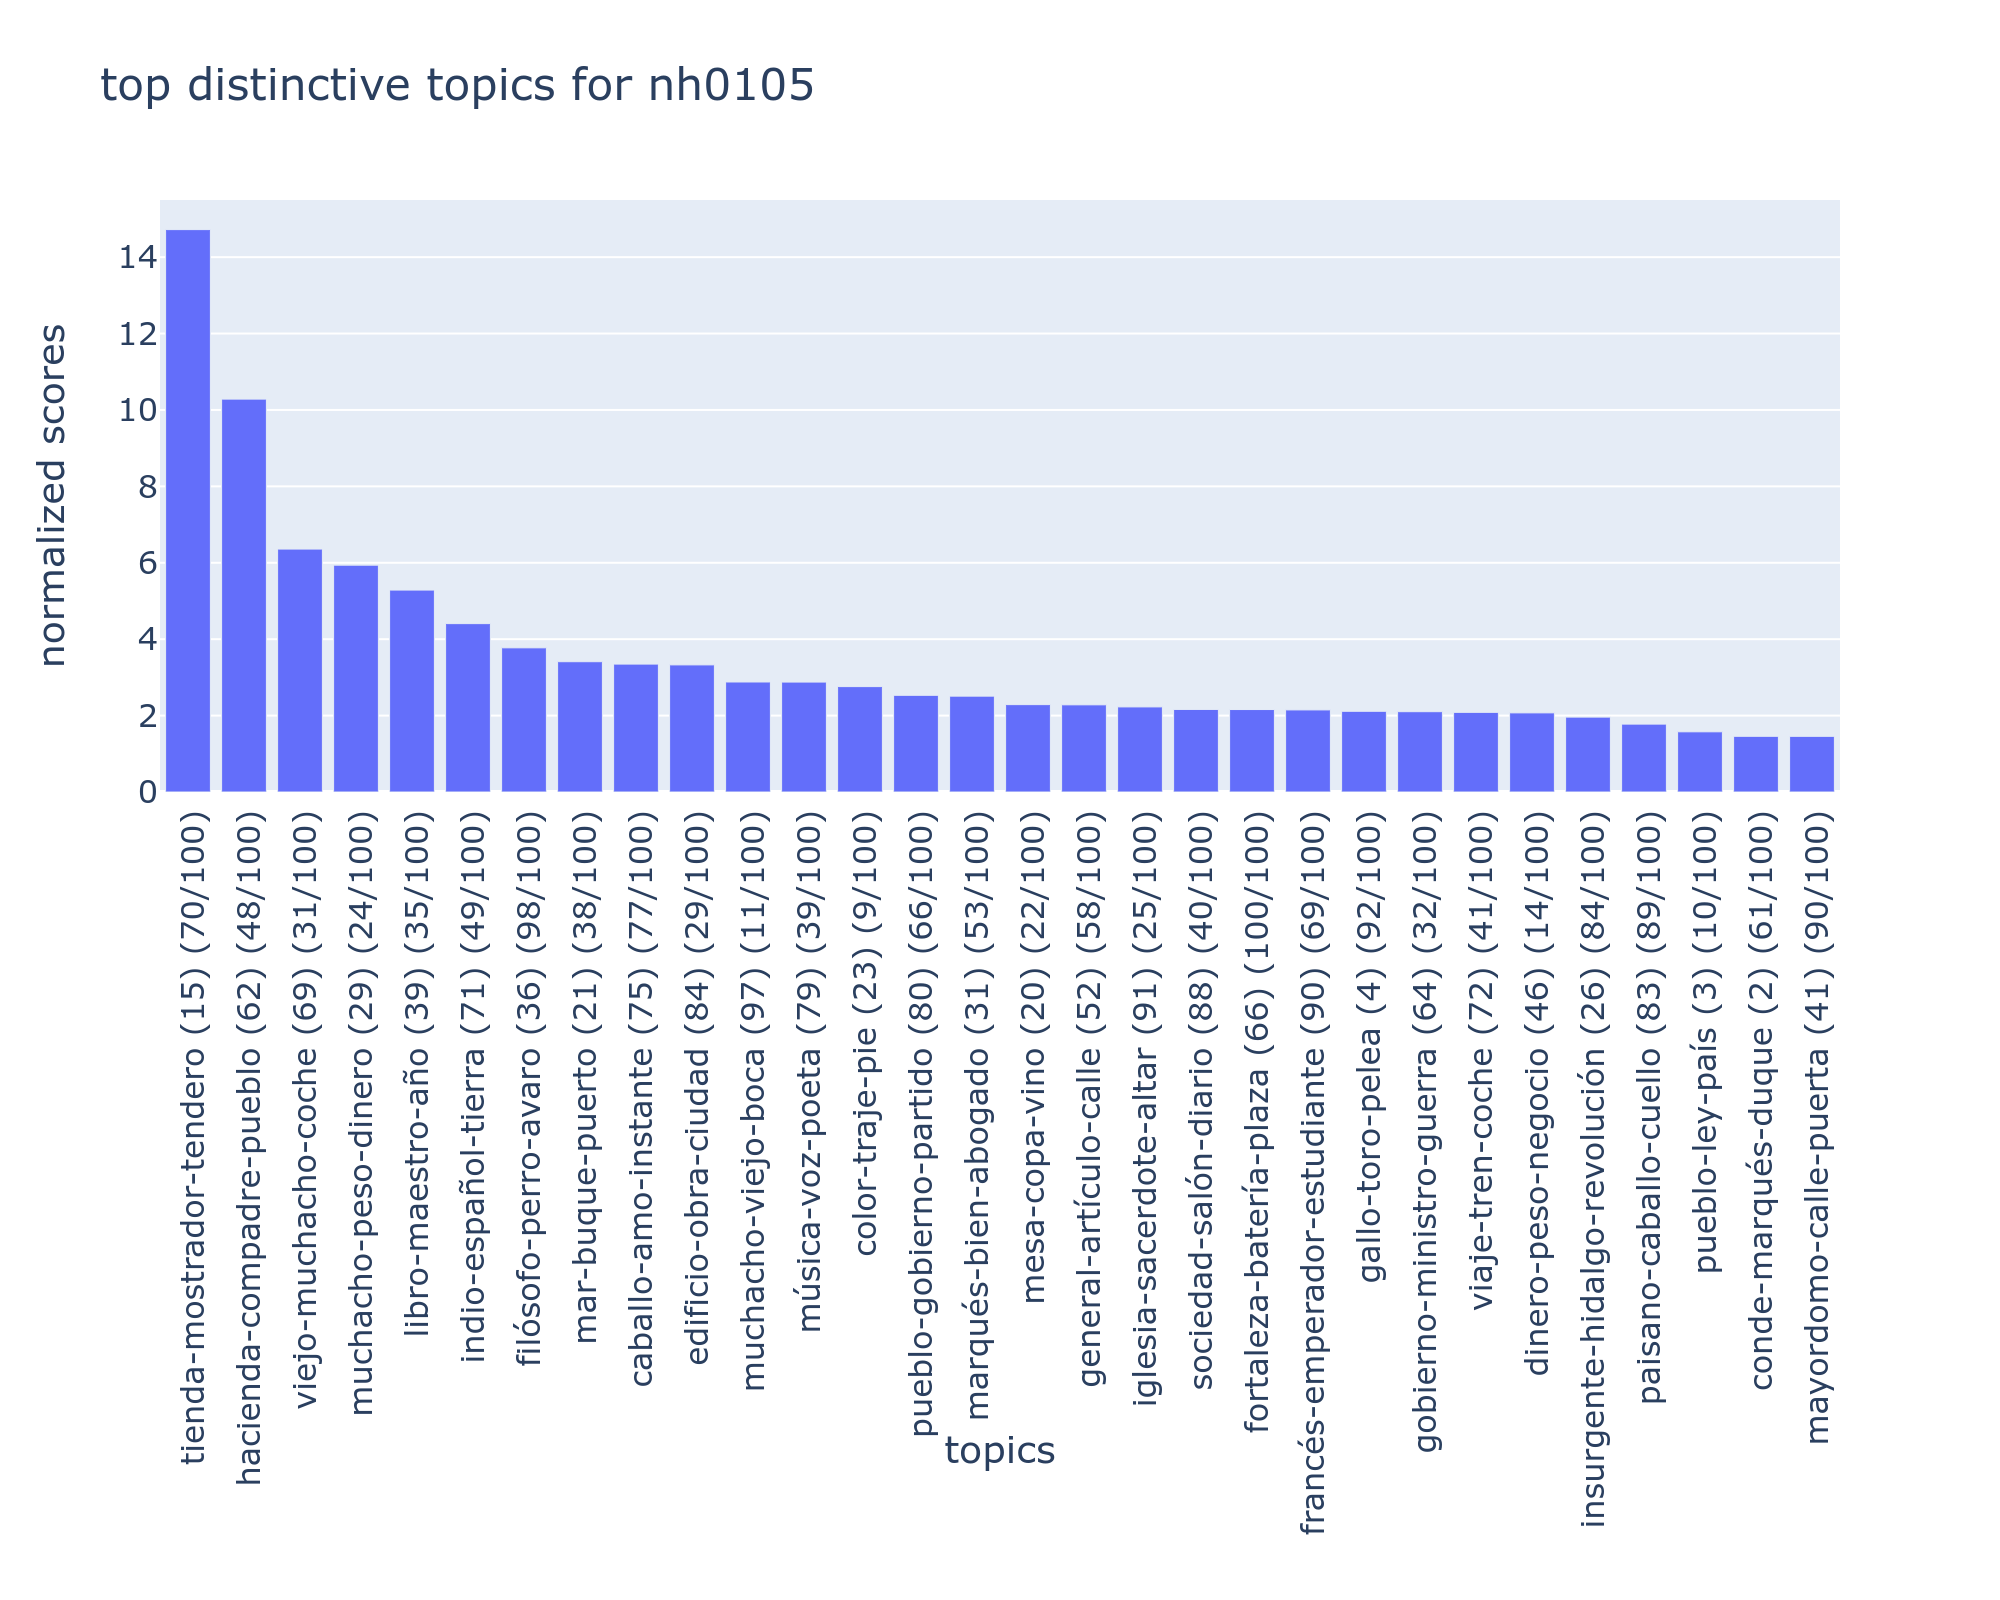 top distinctive topics for nh0105
normalized scores
14
12
10
8
6
4
2
0
tienda-mostrador-tendero (15) (70/100)
hacienda-compadre-pueblo (62) (48/100)
viejo-muchacho-coche (69) (31/100)
muchacho-peso-dinero (29) (24/100)
libro-maestro-año (39) (35/100)
indio-español-tierra (71) (49/100)
filósofo-perro-avaro (36) (98/100)
mar-buque-puerto (21) (38/100)
caballo-amo-instante (75) (77/100)
edificio-obra-ciudad (84) (29/100)
muchacho-viejo-boca (97) (11/100)
música-voz-poeta (79) (39/100)
color-traje-pie (23) (9/100)
pueblo-gobierno-partido (80) (66/100)
marqués-bien-abogado (31) (53/100)
mesa-copa-vino (20) (22/100)
general-artículo-calle (52) (58/100)
iglesia-sacerdote-altar (91) (25/100)
sociedad-salón-diario (88) (40/100)
fortaleza-batería-plaza (66) (100/100)
francés-emperador-estudiante (90) (69/100)
gallo-toro-pelea (4) (92/100)
gobierno-ministro-guerra (64) (32/100)
viaje-tren-coche (72) (41/100)
dinero-peso-negocio (46) (14/100)
insurgente-hidalgo-revolución (26) (84/100)
paisano-caballo-cuello (83) (89/100)
pueblo-ley-país (3) (10/100)
conde-marqués-duque (2) (61/100)
mayordomo-calle-puerta (41) (90/100)
topics